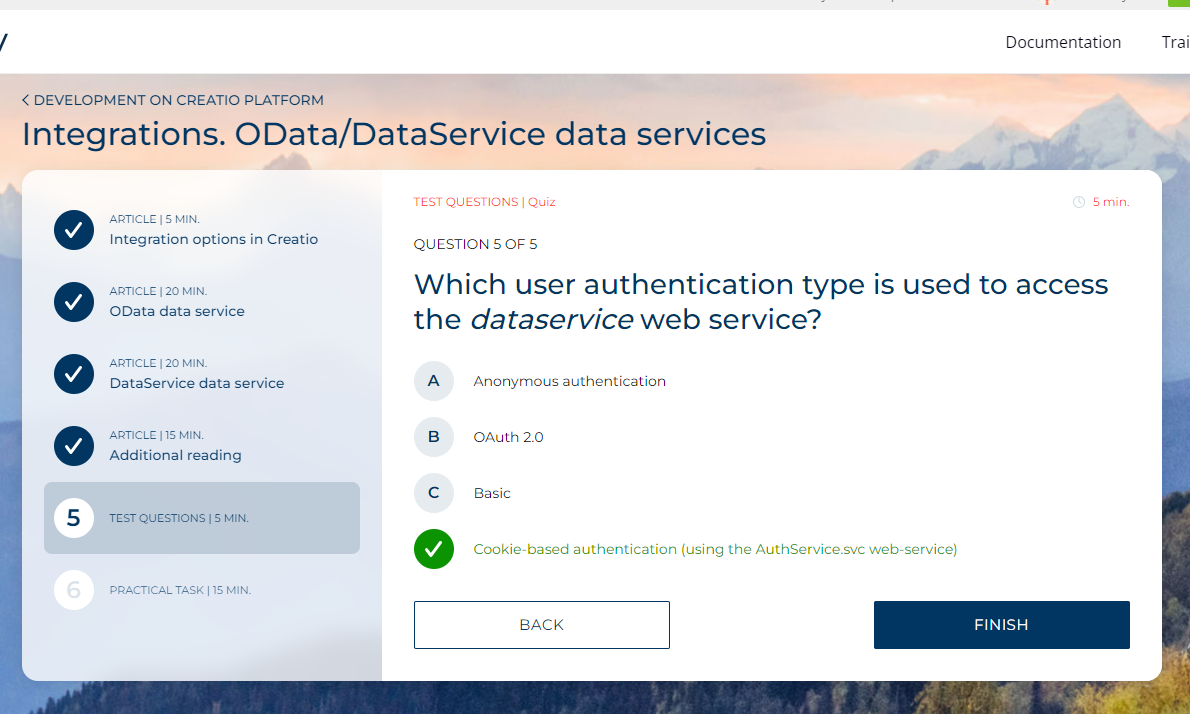 Documentation
Trai
DEVELOPMENT ON CREATIO PLATFORM
Integrations. OData/DataService data services
ARTICLE | 5 MIN.
Integration options in Creatio
ARTICLE | 20 MIN.
OData data service
ARTICLE | 20 MIN.
DataService data service
ARTICLE | 15 MIN.
Additional reading
5
TEST QUESTIONS | 5 MIN.
6
PRACTICAL TASK | 15 MIN.
TEST QUESTIONS | Quiz
5 min.
QUESTION 5 OF 5
Which user authentication type is used to access
the dataservice web service?
A Anonymous authentication
B OAuth 2.0
C Basic
Cookie-based authentication (using the AuthService.svc web-service)
BACK
FINISH